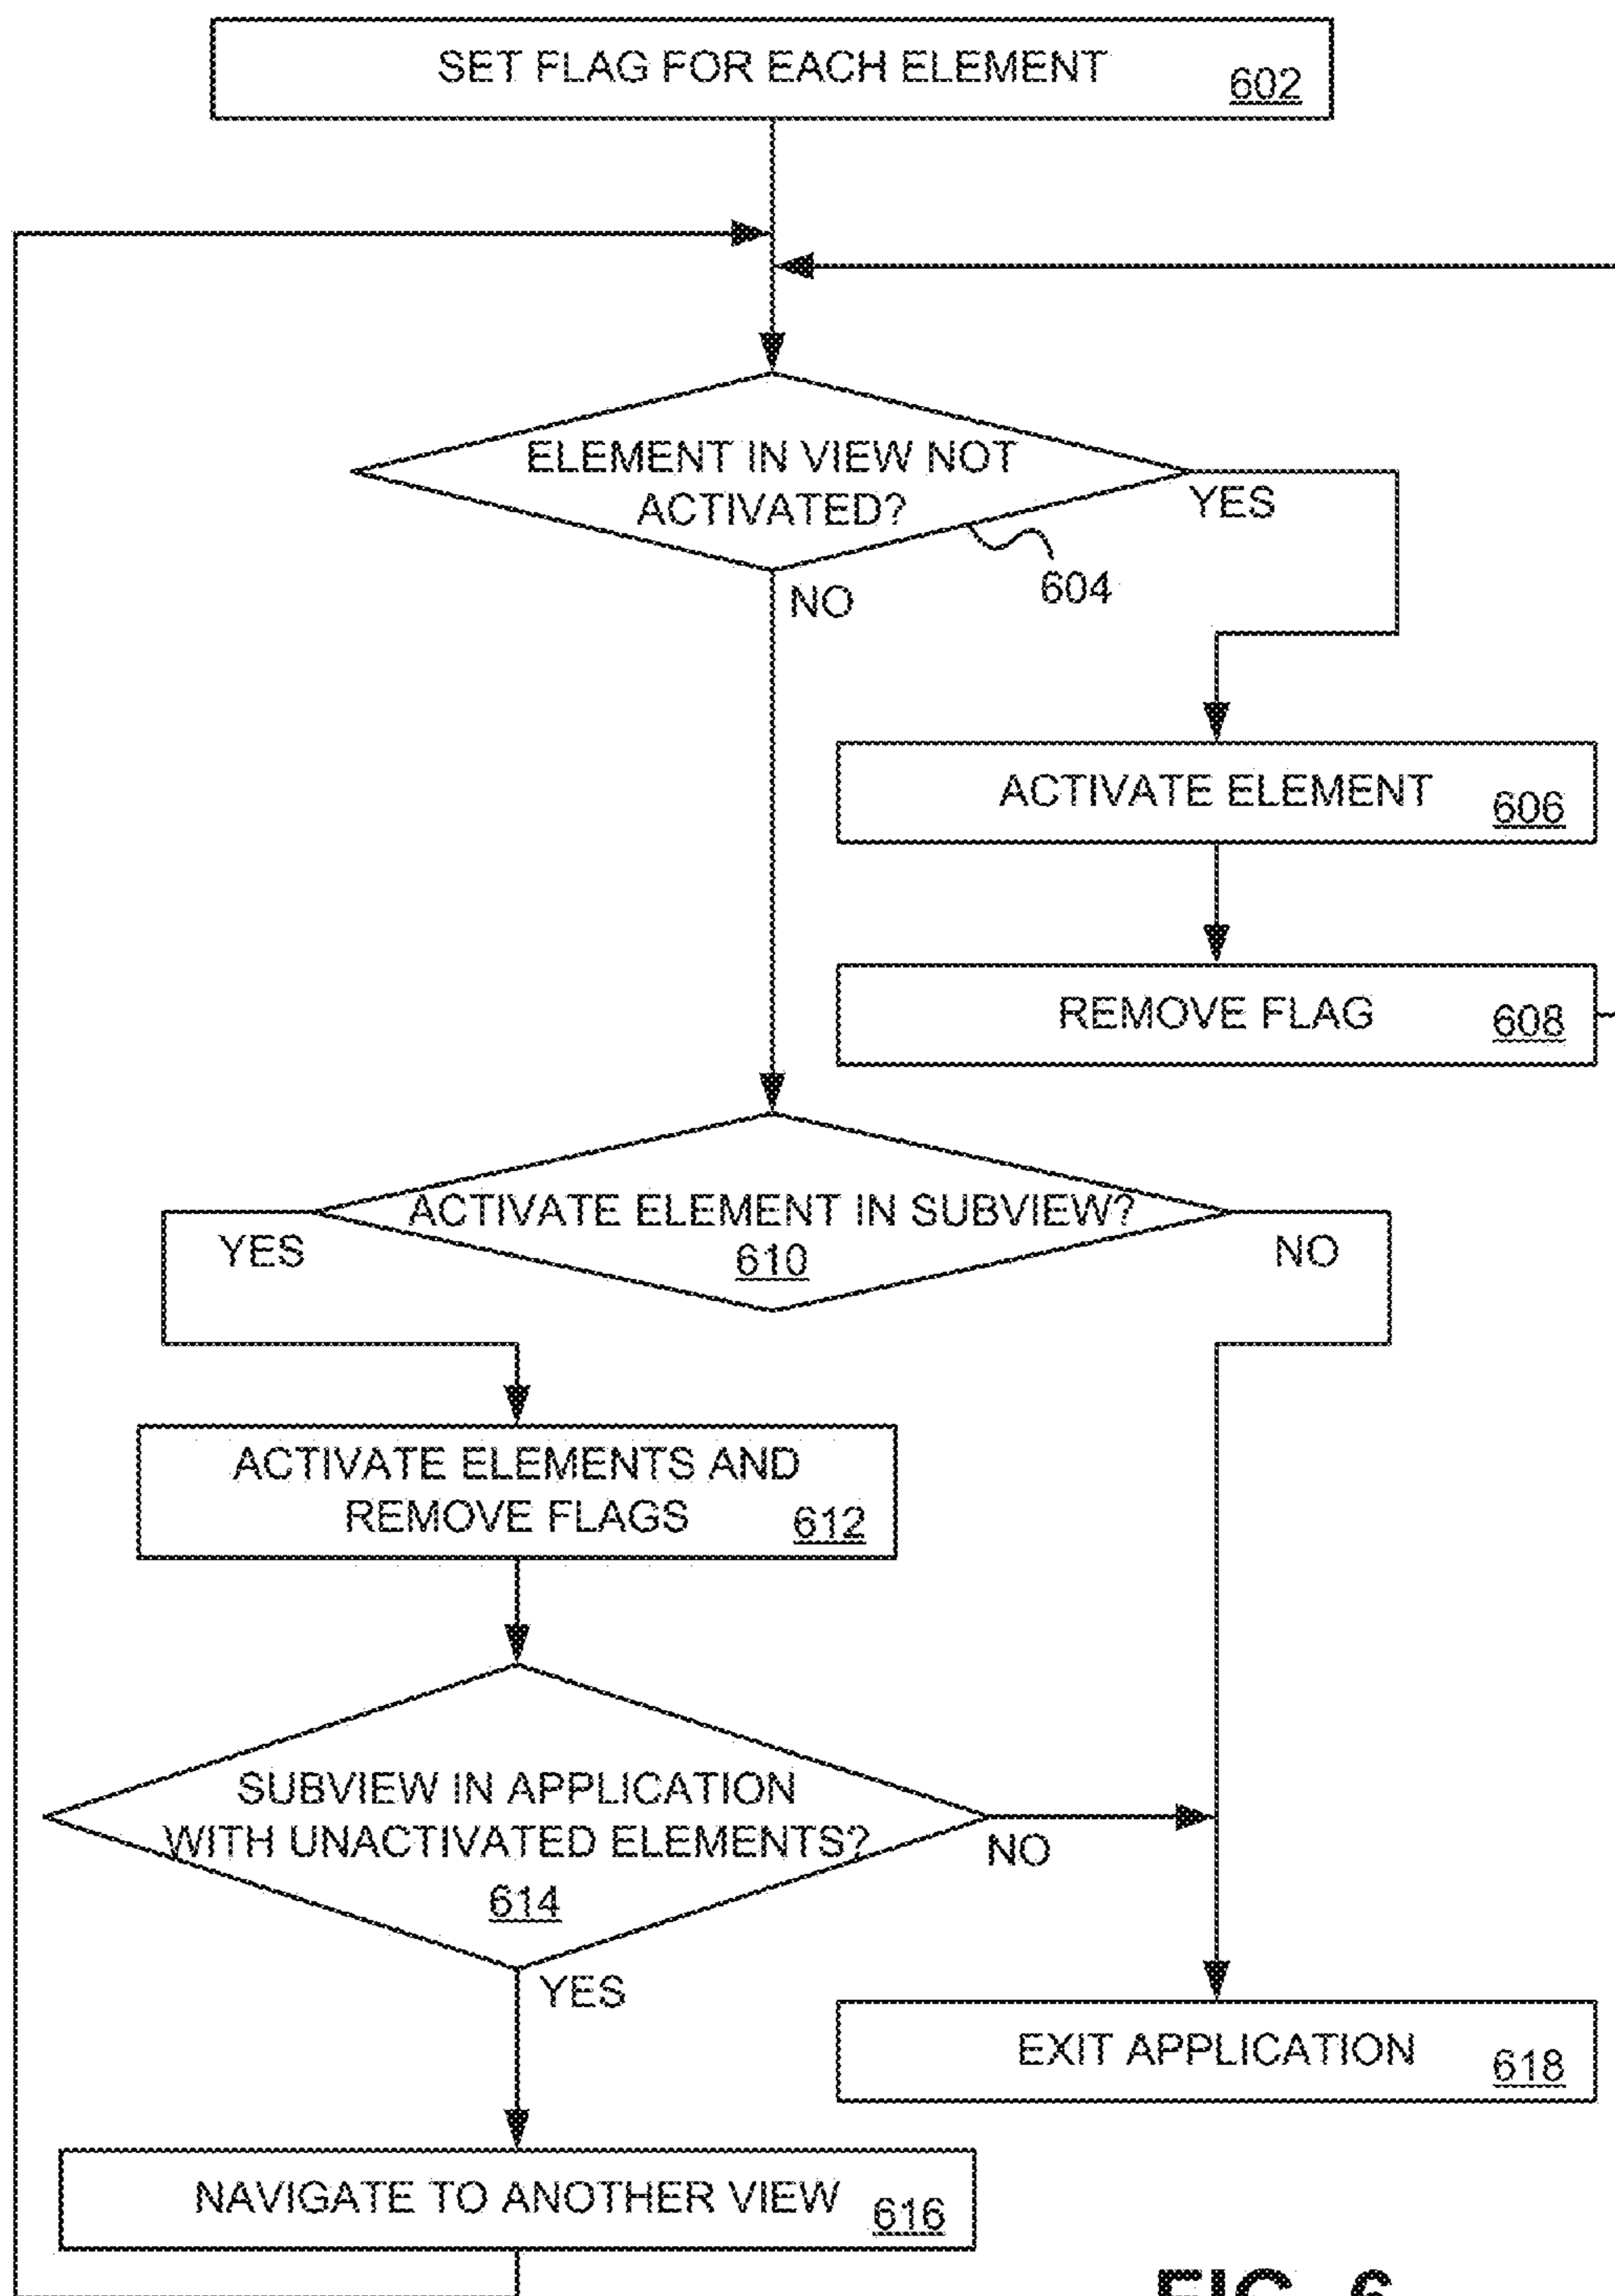 SET FLAG FOR EACH ELEMENT
602
ELEMENT IN VIEW NOT
ACTIVATED?
YES
604
NO
ACTIVATE ELEMENT
606
REMOVE FLAG
608
ACTIVATE ELEMENT IN SUBVIEW?
610
YES
NO
ACTIVATE ELEMENTS AND
REMOVE FLAGS
612
SUBVIEW IN APPLICATION
WITH UNACTIVATED ELEMENTS?
614
NO
YES
EXIT APPLICATION
618
NAVIGATE TO ANOTHER VIEW
616
FIG. 6